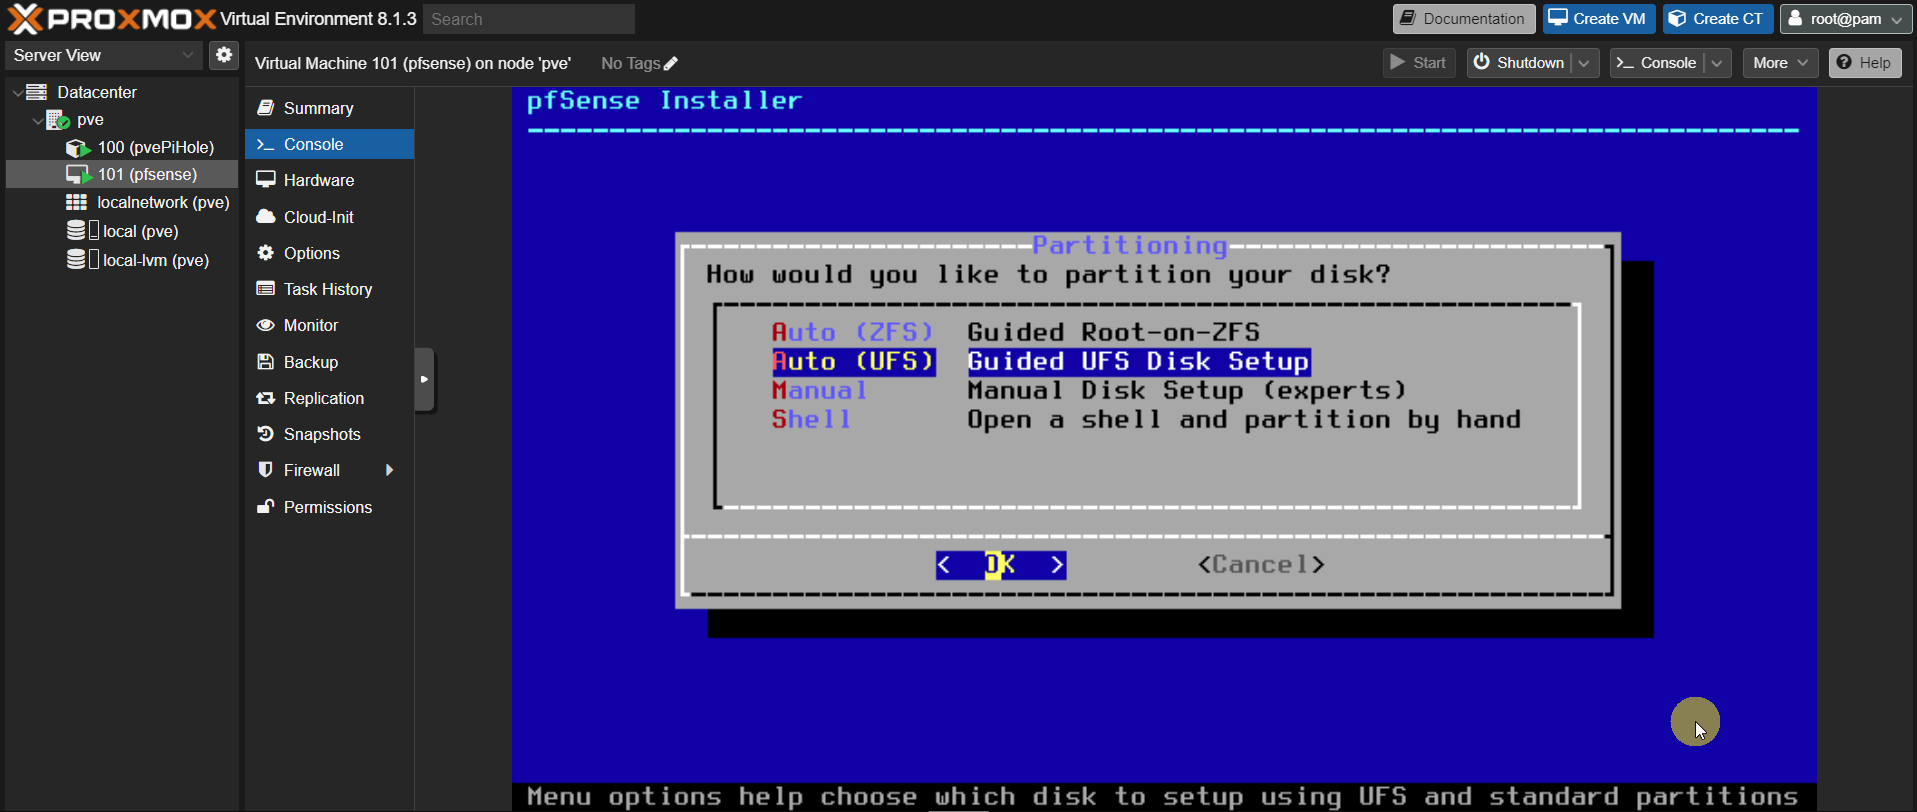 PROXMOX Virtual Environment 8.1.3 Search Documentation Create VM Create CT root@pam
Server View
Virtual Machine 101 (pfsense) on node 'pve' No Tags Start Shutdown Console More Help
Datacenter
pve
100 (pvePiHole)
101 (pfsense)
localnetwork (pve)
local (pve)
local-lvm (pve)
Summary
Console
Hardware
Cloud-Init
Options
Task History
Monitor
Backup
Replication
Snapshots
Firewall
Permissions
pfSense Installer
Partitioning
How would you like to partition your disk?
Auto (ZFS) Guided Root-on-ZFS
Auto (UFS) Guided UFS Disk Setup
Manual Manual Disk Setup (experts)
Shell Open a shell and partition by hand
< OK > <Cancel>
Menu options help choose which disk to setup using UFS and standard partitions